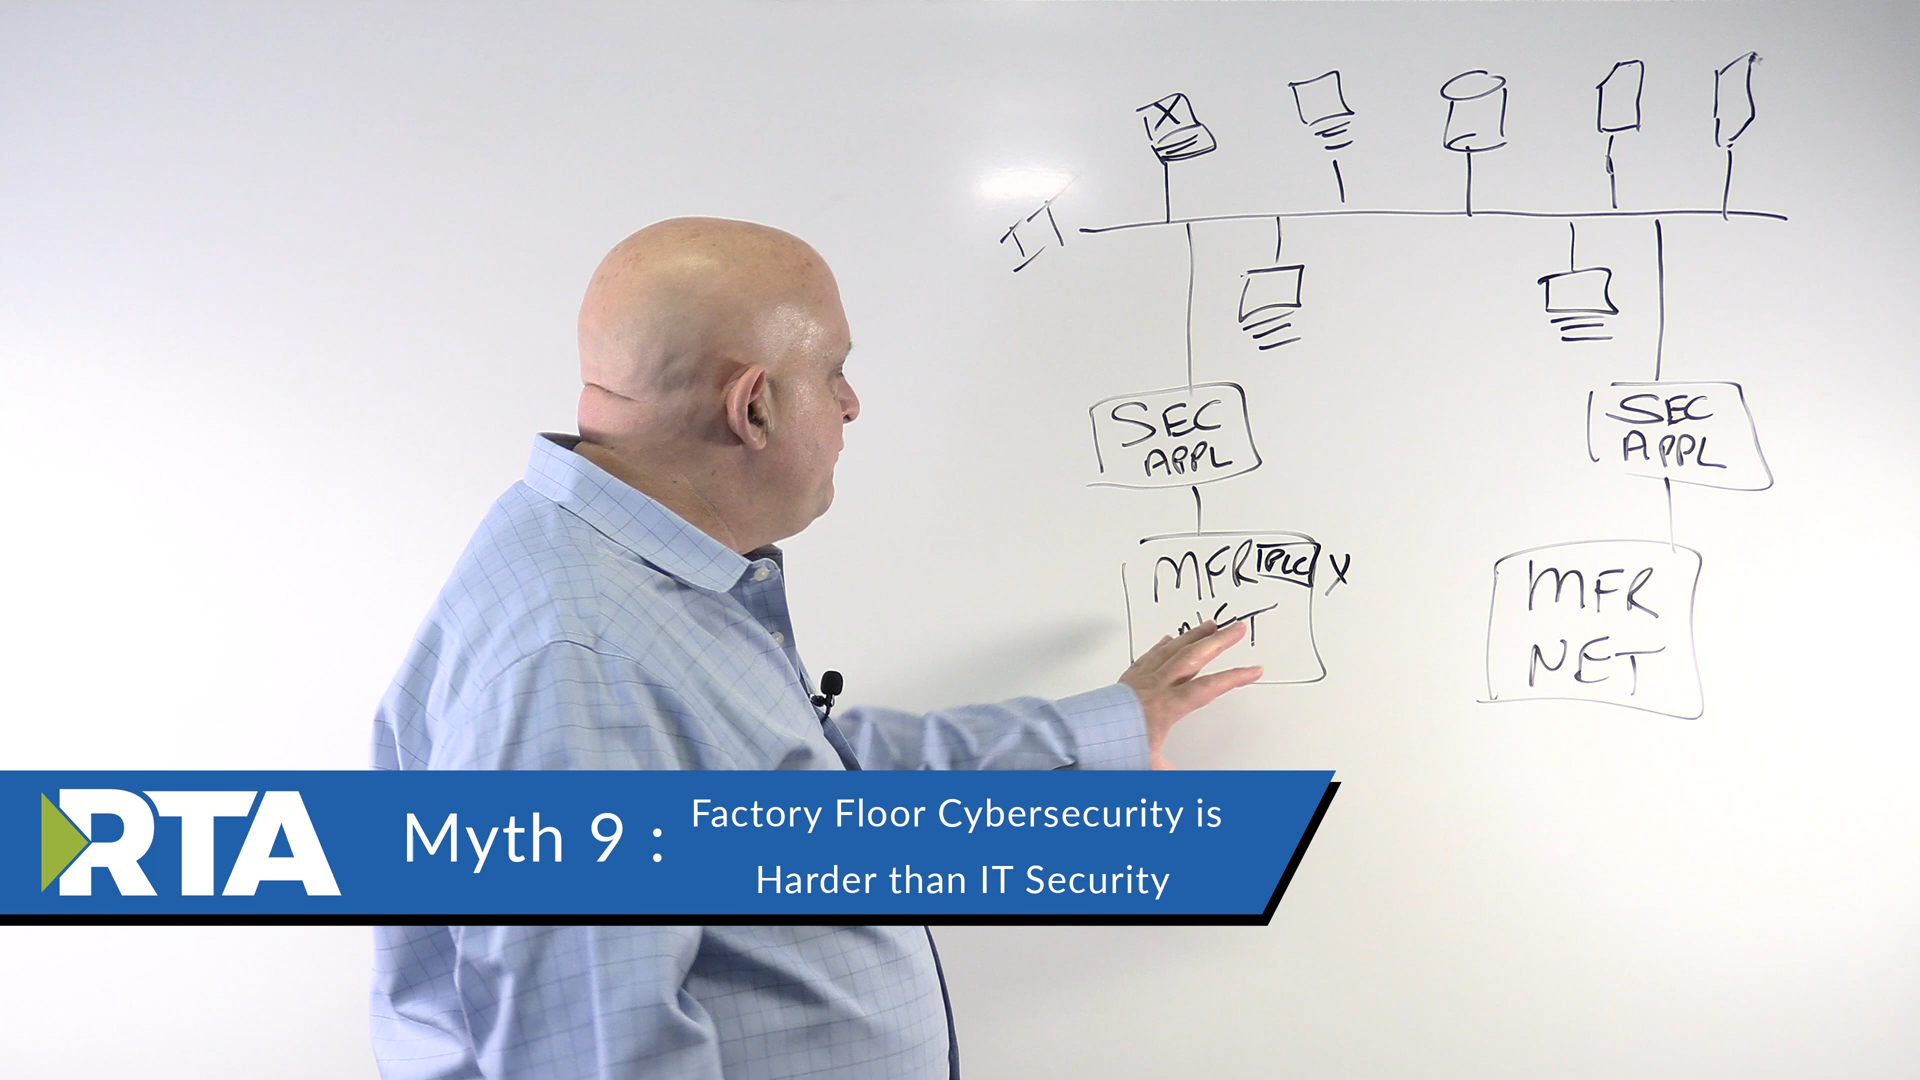 IT
X
SEC
APPL
SEC
APPL
MFR PLC X
NET
MFR
NET
RTA
Myth 9 :
Factory Floor Cybersecurity is
Harder than IT Security